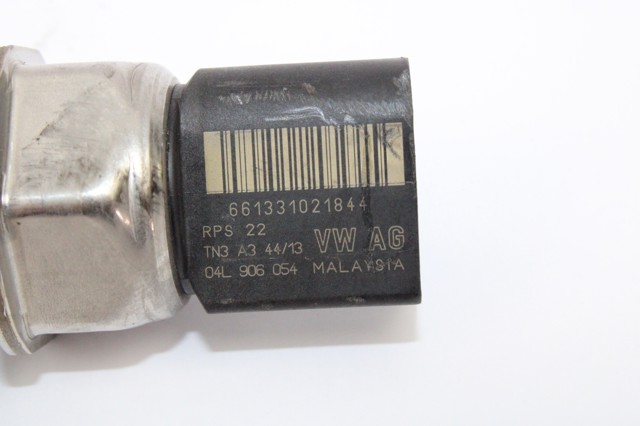 661331021844
RPS 22
TN3 A3 44/13 VW AG
04L 906 054 MALAYSIA